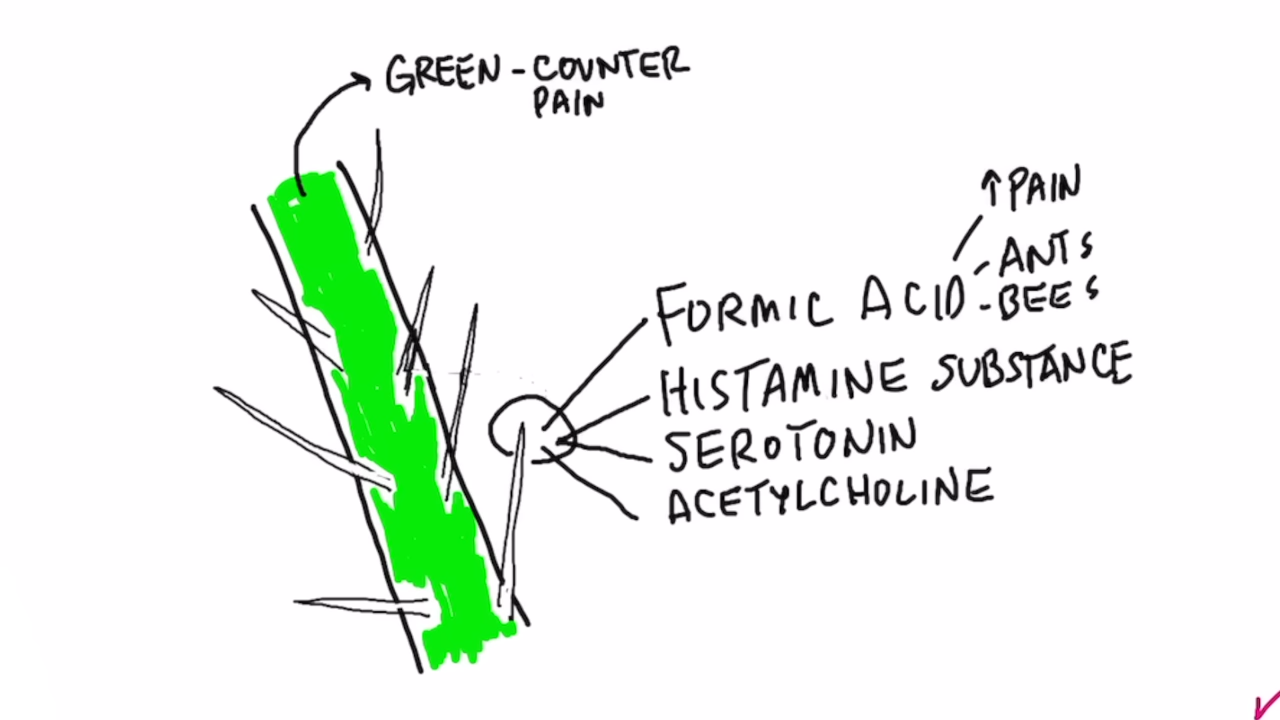 GREEN - COUNTER
PAIN
↑ PAIN
- ANTS
FORMIC ACID - BEES
HISTAMINE SUBSTANCE
SEROTONIN
ACETYLCHOLINE